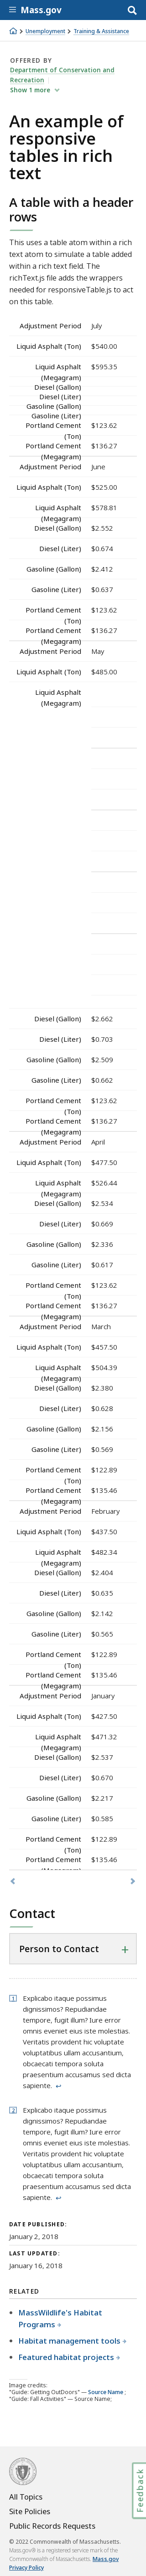 Mass.gov
Unemployment
Training & Assistance
OFFERED BY
Department of Conservation and
Recreation
Show 1 more
An example of
responsive
tables in rich
text
A table with a header
rows
This uses a table atom within a rich
text atom to simulate a table added
within a rich text field. The
richText.js file adds the wrappers
needed for responsiveTable.js to act
on this table.
Adjustment Period July
Liquid Asphalt (Ton) $540.00
Liquid Asphalt $595.35
(Megagram)
Diesel (Gallon)
Diesel (Liter)
Gasoline (Gallon)
Gasoline (Liter)
Portland Cement $123.62
(Ton)
Portland Cement $136.27
(Megagram)
Adjustment Period June
Liquid Asphalt (Ton) $525.00
Liquid Asphalt $578.81
(Megagram)
Diesel (Gallon) $2.552
Diesel (Liter) $0.674
Gasoline (Gallon) $2.412
Gasoline (Liter) $0.637
Portland Cement $123.62
(Ton)
Portland Cement $136.27
(Megagram)
Adjustment Period May
Liquid Asphalt (Ton) $485.00
Liquid Asphalt
(Megagram)
Diesel (Gallon) $2.662
Diesel (Liter) $0.703
Gasoline (Gallon) $2.509
Gasoline (Liter) $0.662
Portland Cement $123.62
(Ton)
Portland Cement $136.27
(Megagram)
Adjustment Period April
Liquid Asphalt (Ton) $477.50
Liquid Asphalt $526.44
(Megagram)
Diesel (Gallon) $2.534
Diesel (Liter) $0.669
Gasoline (Gallon) $2.336
Gasoline (Liter) $0.617
Portland Cement $123.62
(Ton)
Portland Cement $136.27
(Megagram)
Adjustment Period March
Liquid Asphalt (Ton) $457.50
Liquid Asphalt $504.39
(Megagram)
Diesel (Gallon) $2.380
Diesel (Liter) $0.628
Gasoline (Gallon) $2.156
Gasoline (Liter) $0.569
Portland Cement $122.89
(Ton)
Portland Cement $135.46
(Megagram)
Adjustment Period February
Liquid Asphalt (Ton) $437.50
Liquid Asphalt $482.34
(Megagram)
Diesel (Gallon) $2.404
Diesel (Liter) $0.635
Gasoline (Gallon) $2.142
Gasoline (Liter) $0.565
Portland Cement $122.89
(Ton)
Portland Cement $135.46
(Megagram)
Adjustment Period January
Liquid Asphalt (Ton) $427.50
Liquid Asphalt $471.32
(Megagram)
Diesel (Gallon) $2.537
Diesel (Liter) $0.670
Gasoline (Gallon) $2.217
Gasoline (Liter) $0.585
Portland Cement $122.89
(Ton)
Portland Cement $135.46
Contact
Person to Contact
1 Explicabo itaque possimus
dignissimos? Repudiandae
tempore, fugit illum? Iure error
omnis eveniet eius iste molestias.
Veritatis provident hic voluptate
voluptatibus ullam accusantium,
obcaecati tempora soluta
praesentium accusamus sed dicta
sapiente. ↩
2 Explicabo itaque possimus
dignissimos? Repudiandae
tempore, fugit illum? Iure error
omnis eveniet eius iste molestias.
Veritatis provident hic voluptate
voluptatibus ullam accusantium,
obcaecati tempora soluta
praesentium accusamus sed dicta
sapiente. ↩
DATE PUBLISHED:
January 2, 2018
LAST UPDATED:
January 16, 2018
RELATED
MassWildlife's Habitat
Programs
Habitat management tools
Featured habitat projects
Image credits:
"Guide: Getting OutDoors" — Source Name ;
"Guide: Fall Activities" — Source Name;
Feedback
All Topics
Site Policies
Public Records Requests
© 2022 Commonwealth of Massachusetts.
Mass.gov® is a registered service mark of the
Commonwealth of Massachusetts. Mass.gov
Privacy Policy